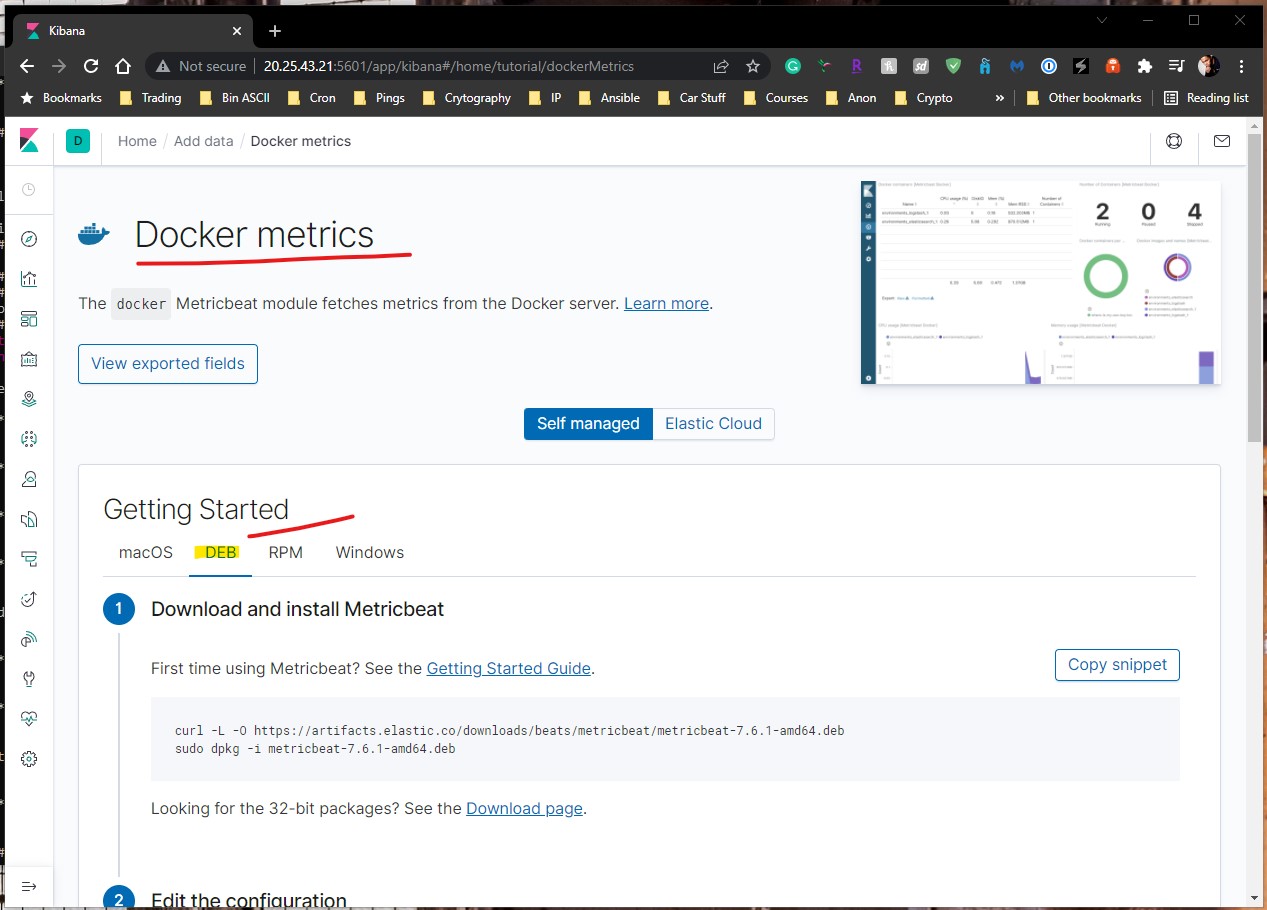 Kibana
Not secure
20.25.43.21:5601/app/kibana#/home/tutorial/dockerMetrics
Bookmarks
Trading
Bin ASCII
Cron
Pings
Crytography
IP
Ansible
Car Stuff
Courses
Anon
Crypto
»
Other bookmarks
Reading list
D
Home / Add data / Docker metrics
Docker metrics
The docker Metricbeat module fetches metrics from the Docker server. Learn more.
View exported fields
2
0
4
Self managed
Elastic Cloud
Getting Started
macOS
DEB
RPM
Windows
1
Download and install Metricbeat
First time using Metricbeat? See the Getting Started Guide.
Copy snippet
curl -L -O https://artifacts.elastic.co/downloads/beats/metricbeat/metricbeat-7.6.1-amd64.deb
sudo dpkg -i metricbeat-7.6.1-amd64.deb
Looking for the 32-bit packages? See the Download page.
2
Edit the configuration